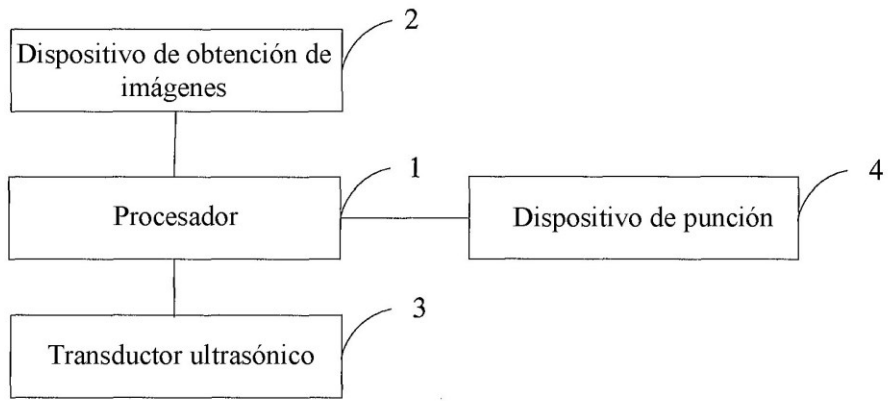 2
Dispositivo de obtención de
imágenes
1
Procesador
4
Dispositivo de punción
3
Transductor ultrasónico